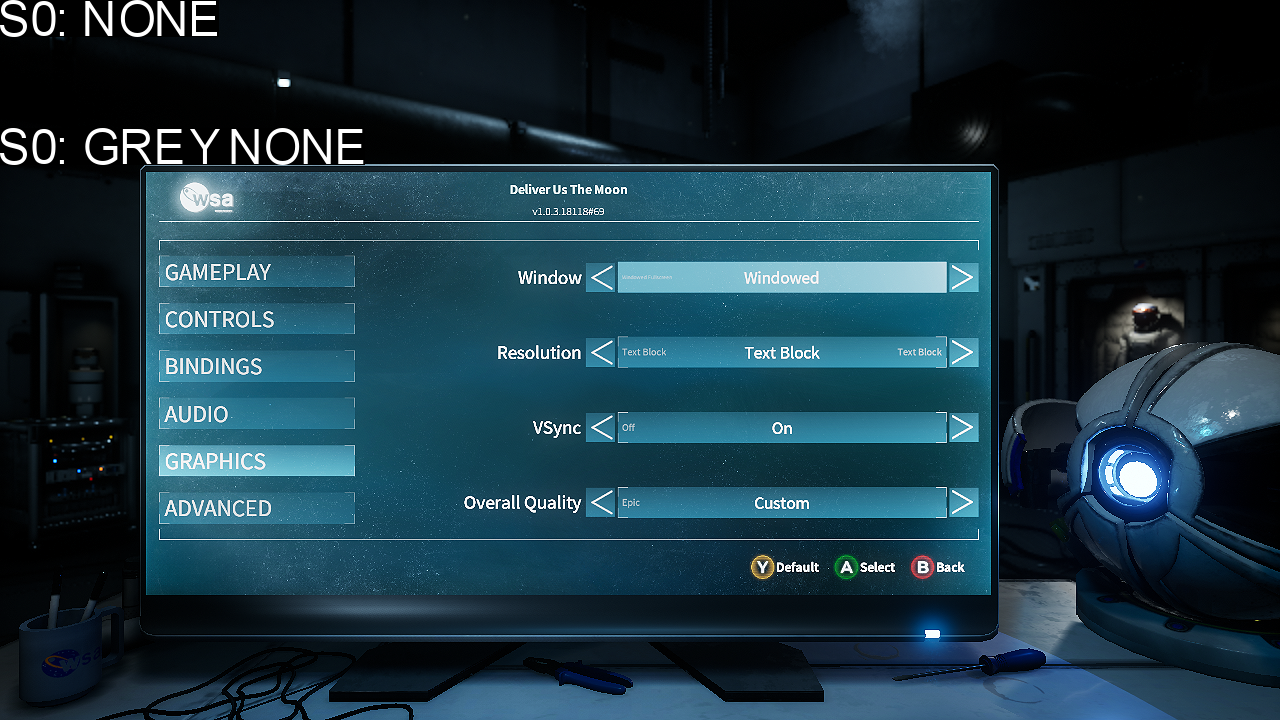 S0: NONE
S0: GREY NONE
wsa
Deliver Us The Moon
v1.0.3.18118#69
GAMEPLAY
CONTROLS
BINDINGS
AUDIO
GRAPHICS
ADVANCED
Window Windowed
Resolution Text Block Text Block Text Block
VSync Off On
Overall Quality Epic Custom
Y Default A Select B Back
wsa